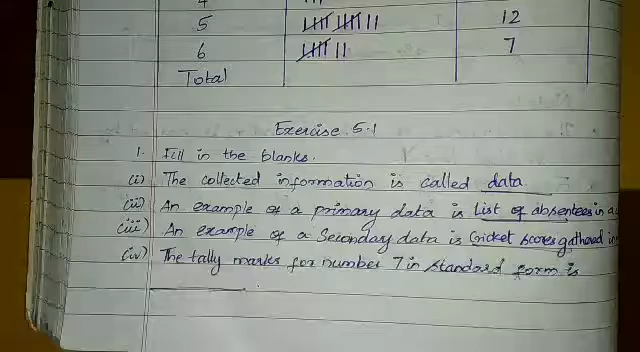 5 𝍸 𝍸 || 12
6 𝍸 || 7
Total
Exercise 5.1
1. Fill in the blanks.
(i) The collected information is called data
(ii) An example of a primary data is List of absentees in a
(iii) An example of a Secondary data is Cricket scores gathered in
(iv) The tally marks for number 7 in standard form is